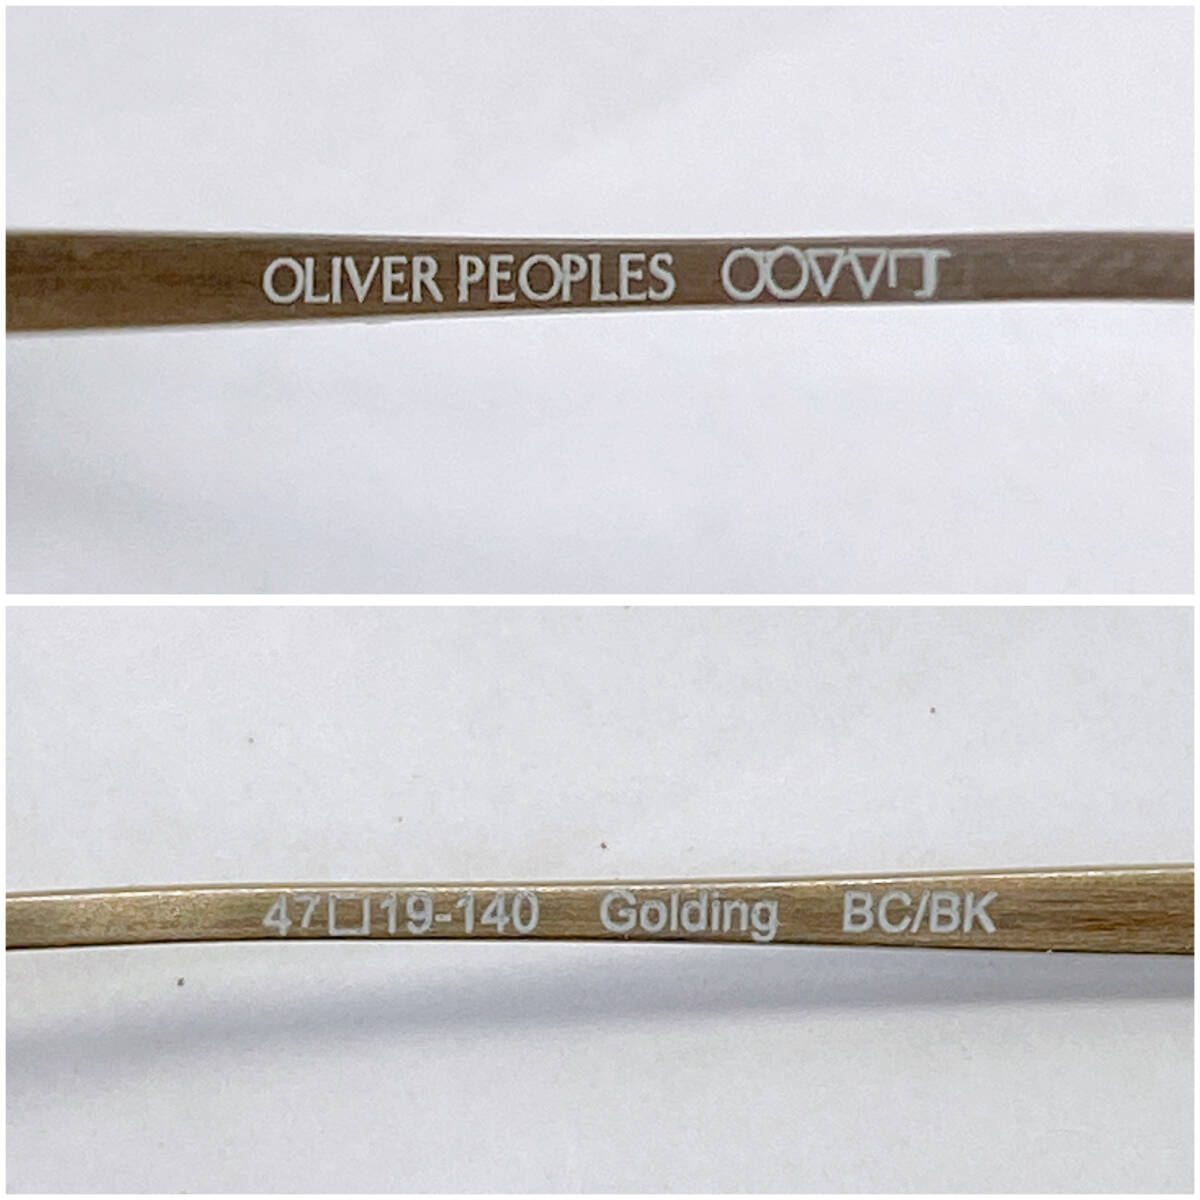 OLIVER PEOPLES
47□19-140 Golding BC/BK